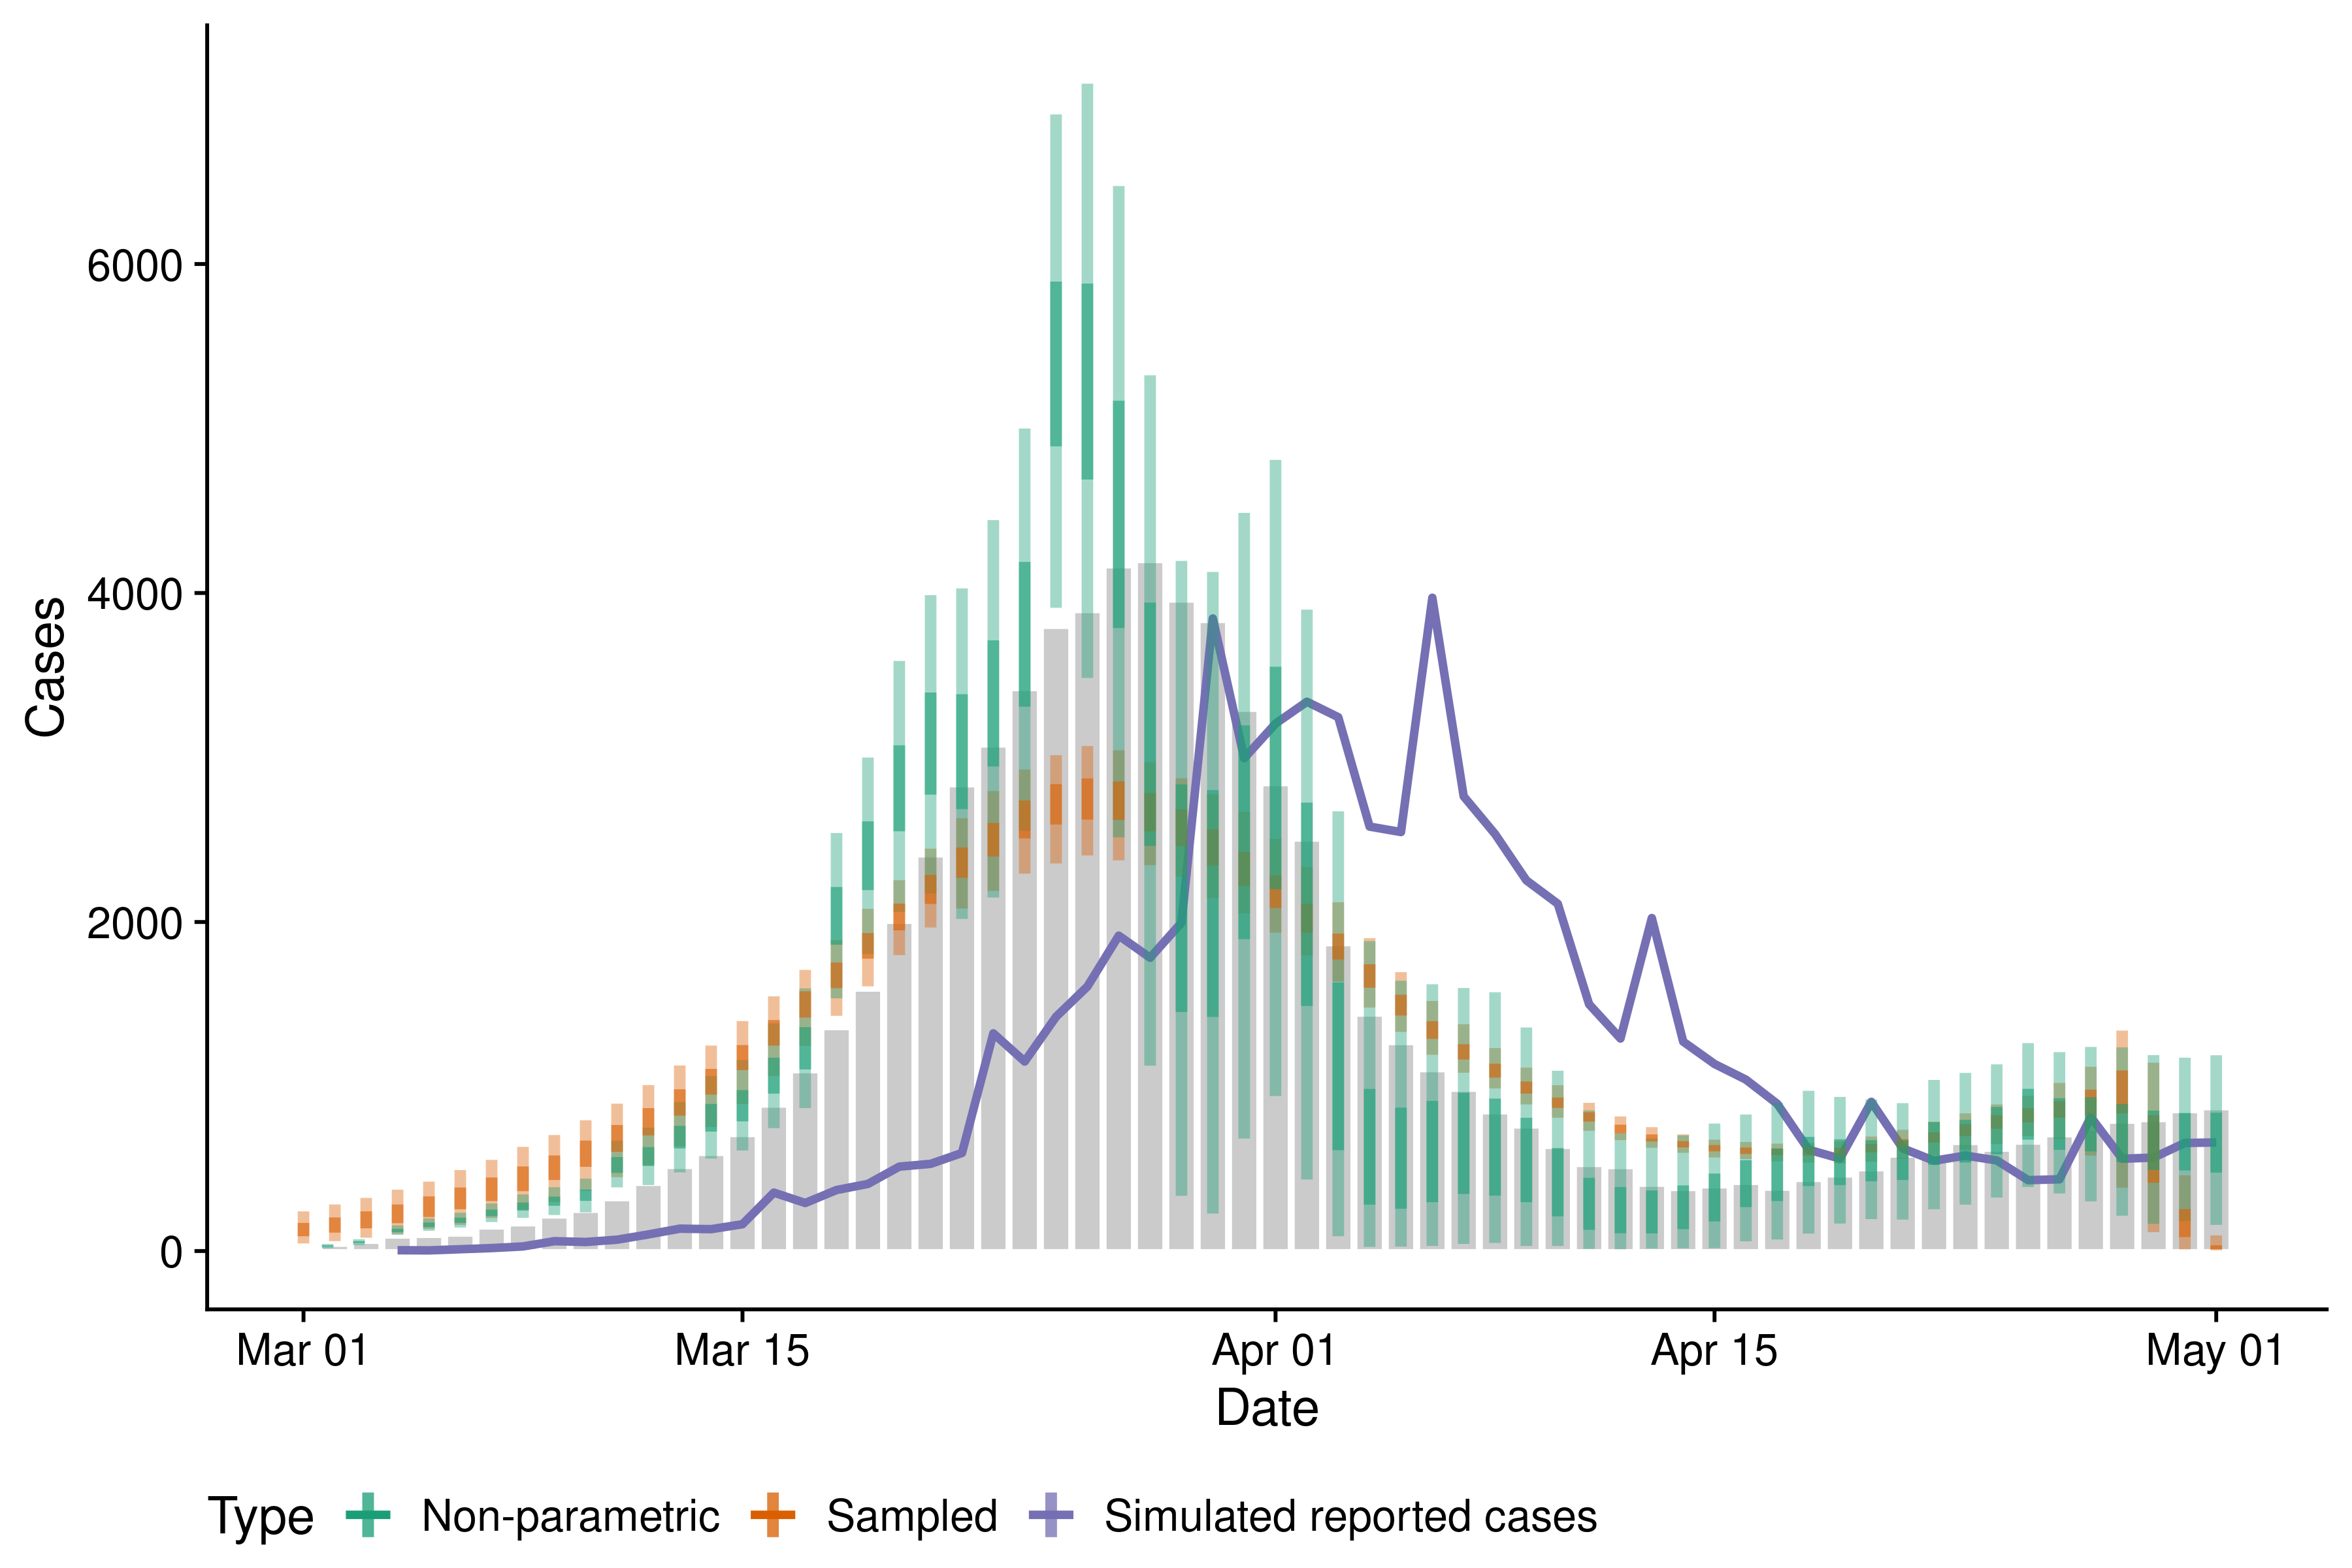 Cases
6000
4000
2000
0
Mar 01 Mar 15 Apr 01 Apr 15 May 01
Date
Type Non-parametric Sampled Simulated reported cases